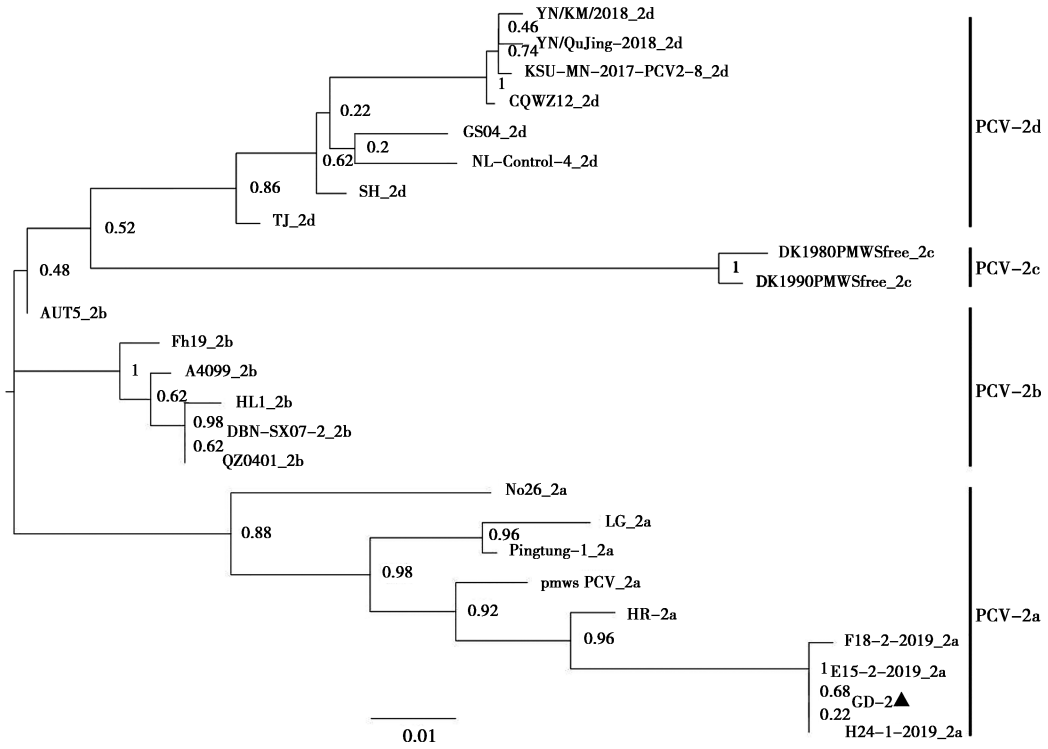 YN/KM/2018_2d
0.46
YN/QuJing-2018_2d
0.74
KSU-MN-2017-PCV2-8_2d
1
CQWZ12_2d
0.22
PCV-2d
GS04_2d
0.2
NL-Control-4_2d
0.62
0.86
SH_2d
TJ_2d
0.52
DK1980PMWSfree_2c
1
PCV-2c
0.48
DK1990PMWSfree_2c
AUT5_2b
Fh19_2b
1
A4099_2b
PCV-2b
0.62
HL1_2b
0.98
DBN-SX07-2_2b
0.62
QZ0401_2b
No26_2a
LG_2a
0.88
0.96
Pingtung-1_2a
0.98
pmws PCV_2a
0.92
HR-2a
PCV-2a
0.96
F18-2-2019_2a
1
E15-2-2019_2a
0.68
GD-2▲
0.22
H24-1-2019_2a
0.01